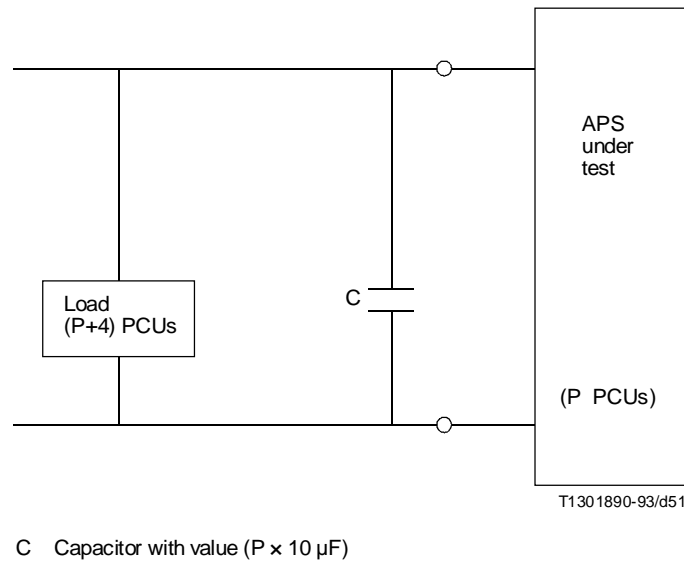 APS
under
test
Load
(P+4) PCUs
C
(P PCUs)
T1301890-93/d51
C Capacitor with value (P × 10 µF)